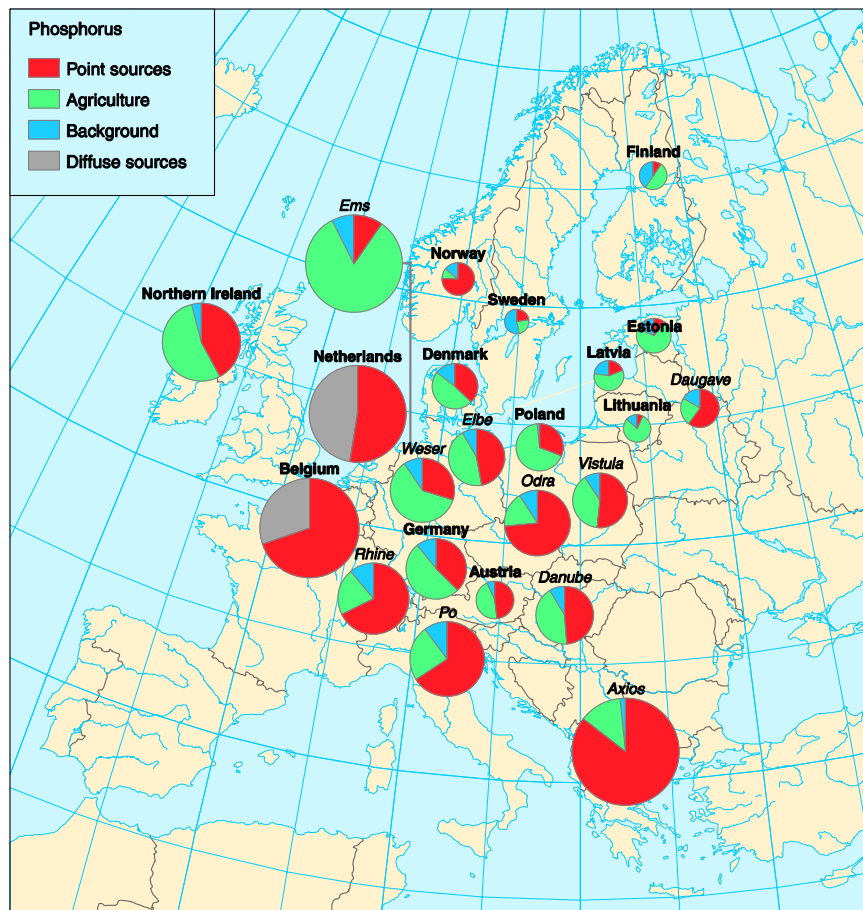 Phosphorus
Point sources
Agriculture
Background
Diffuse sources
Finland
Ems
Norway
Northern Ireland
Sweden
Estonia
Netherlands
Denmark
Latvia
Daugave
Lithuania
Poland
Elbe
Weser
Belgium
Vistula
Odra
Germany
Rhine
Austria
Danube
Po
Axios